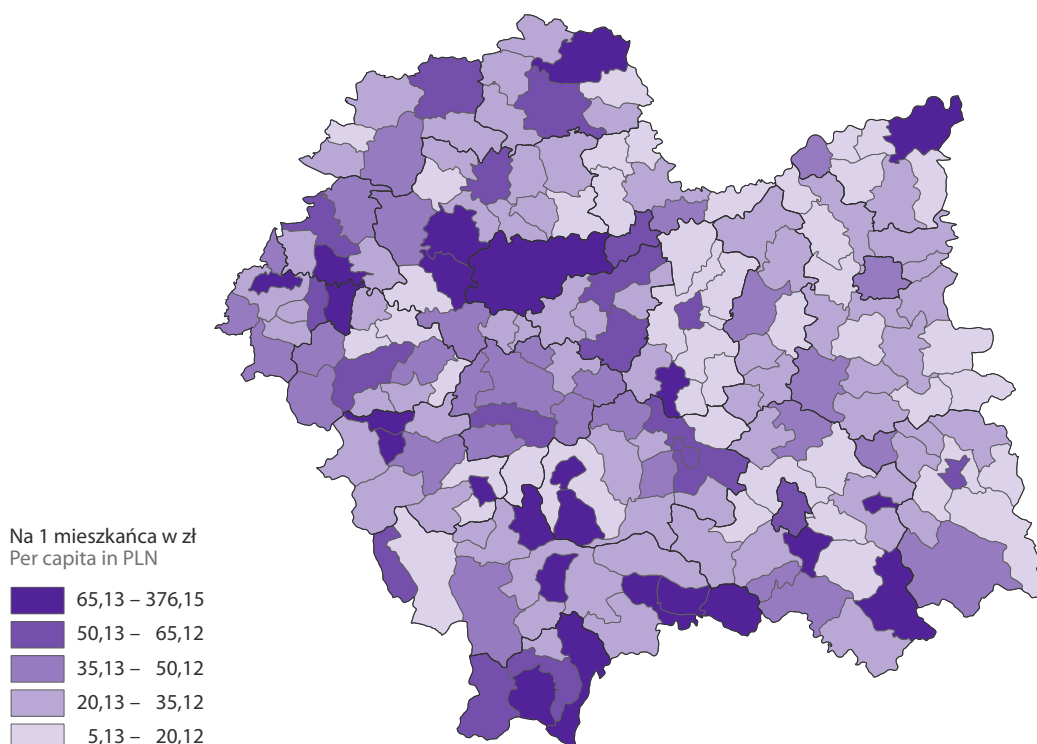 Na 1 mieszkańca w zł
Per capita in PLN
65,13 – 376,15
50,13 – 65,12
35,13 – 50,12
20,13 – 35,12
5,13 – 20,12